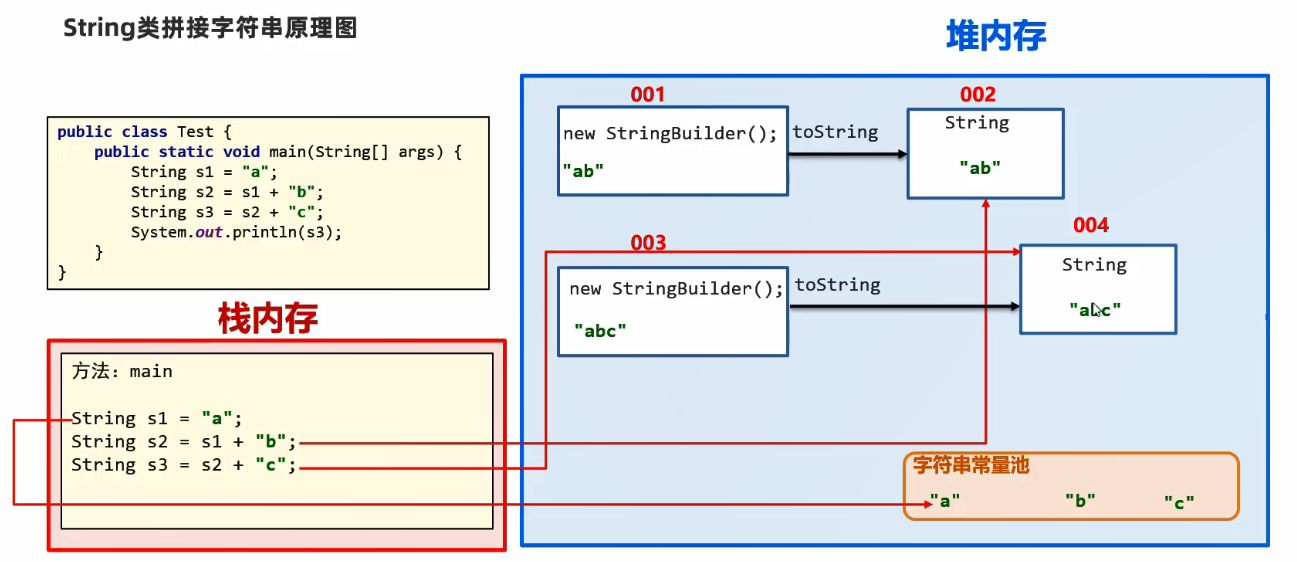 String类拼接字符串原理图
堆内存
public class Test {
public static void main(String[] args) {
String s1 = "a";
String s2 = s1 + "b";
String s3 = s2 + "c";
System.out.println(s3);
}
}
栈内存
方法：main
String s1 = "a";
String s2 = s1 + "b";
String s3 = s2 + "c";
001
new StringBuilder();
"ab"
toString
002
String
"ab"
003
new StringBuilder();
"abc"
toString
004
String
"abc"
字符串常量池
"a" "b" "c"